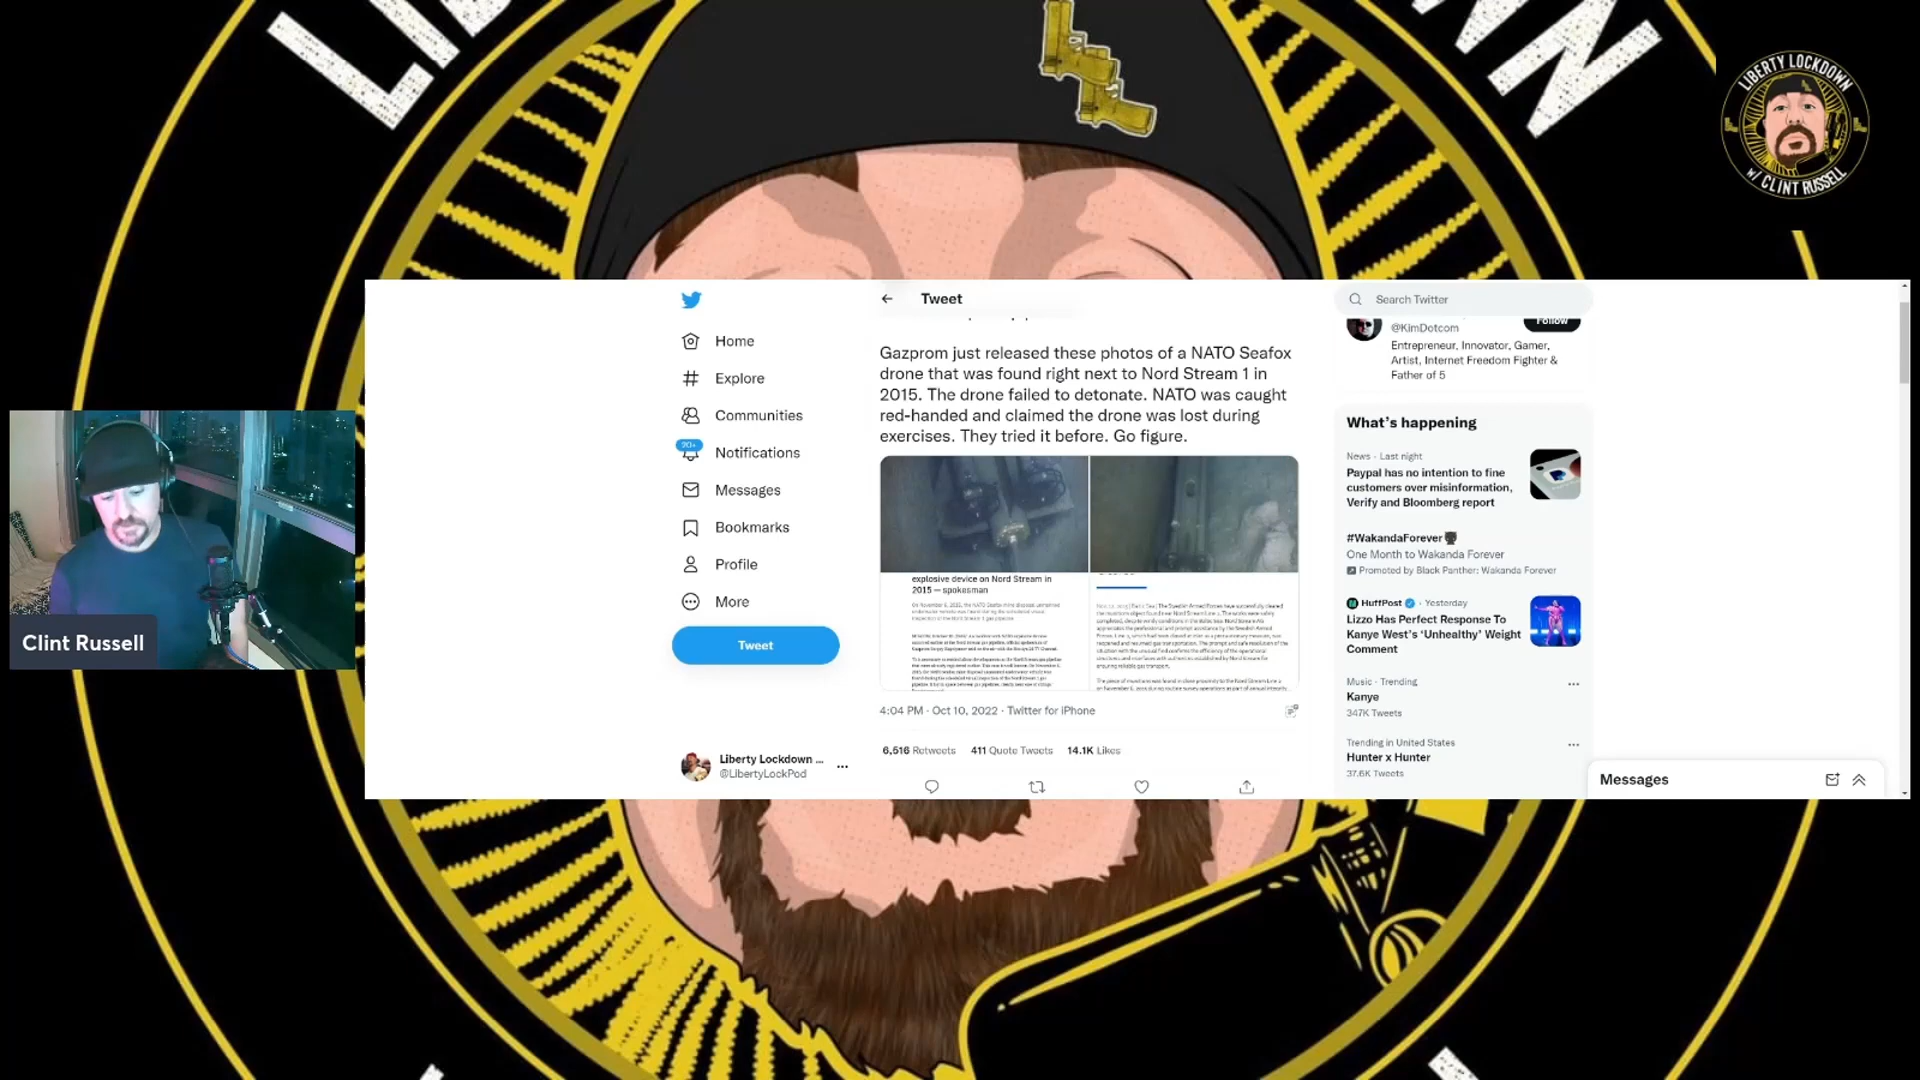 LIBERTY LOCKDOWN
W/ CLINT RUSSELL
Clint Russell
Home
Explore
Communities
20+
Notifications
Messages
Bookmarks
Profile
More
Tweet
Liberty Lockdown ...
@LibertyLockPod
Tweet
Gazprom just released these photos of a NATO Seafox
drone that was found right next to Nord Stream 1 in
2015. The drone failed to detonate. NATO was caught
red-handed and claimed the drone was lost during
exercises. They tried it before. Go figure.
explosive device on Nord Stream in
2015 — spokesman
4:04 PM · Oct 10, 2022 · Twitter for iPhone
6,516 Retweets 411 Quote Tweets 14.1K Likes
Search Twitter
@KimDotcom
Follow
Entrepreneur, Innovator, Gamer,
Artist, Internet Freedom Fighter &
Father of 5
What's happening
News · Last night
Paypal has no intention to fine
customers over misinformation,
Verify and Bloomberg report
#WakandaForever
One Month to Wakanda Forever
Promoted by Black Panther: Wakanda Forever
HuffPost · Yesterday
Lizzo Has Perfect Response To
Kanye West's 'Unhealthy' Weight
Comment
Music · Trending
Kanye
347K Tweets
Trending in United States
Hunter x Hunter
37.6K Tweets
Messages